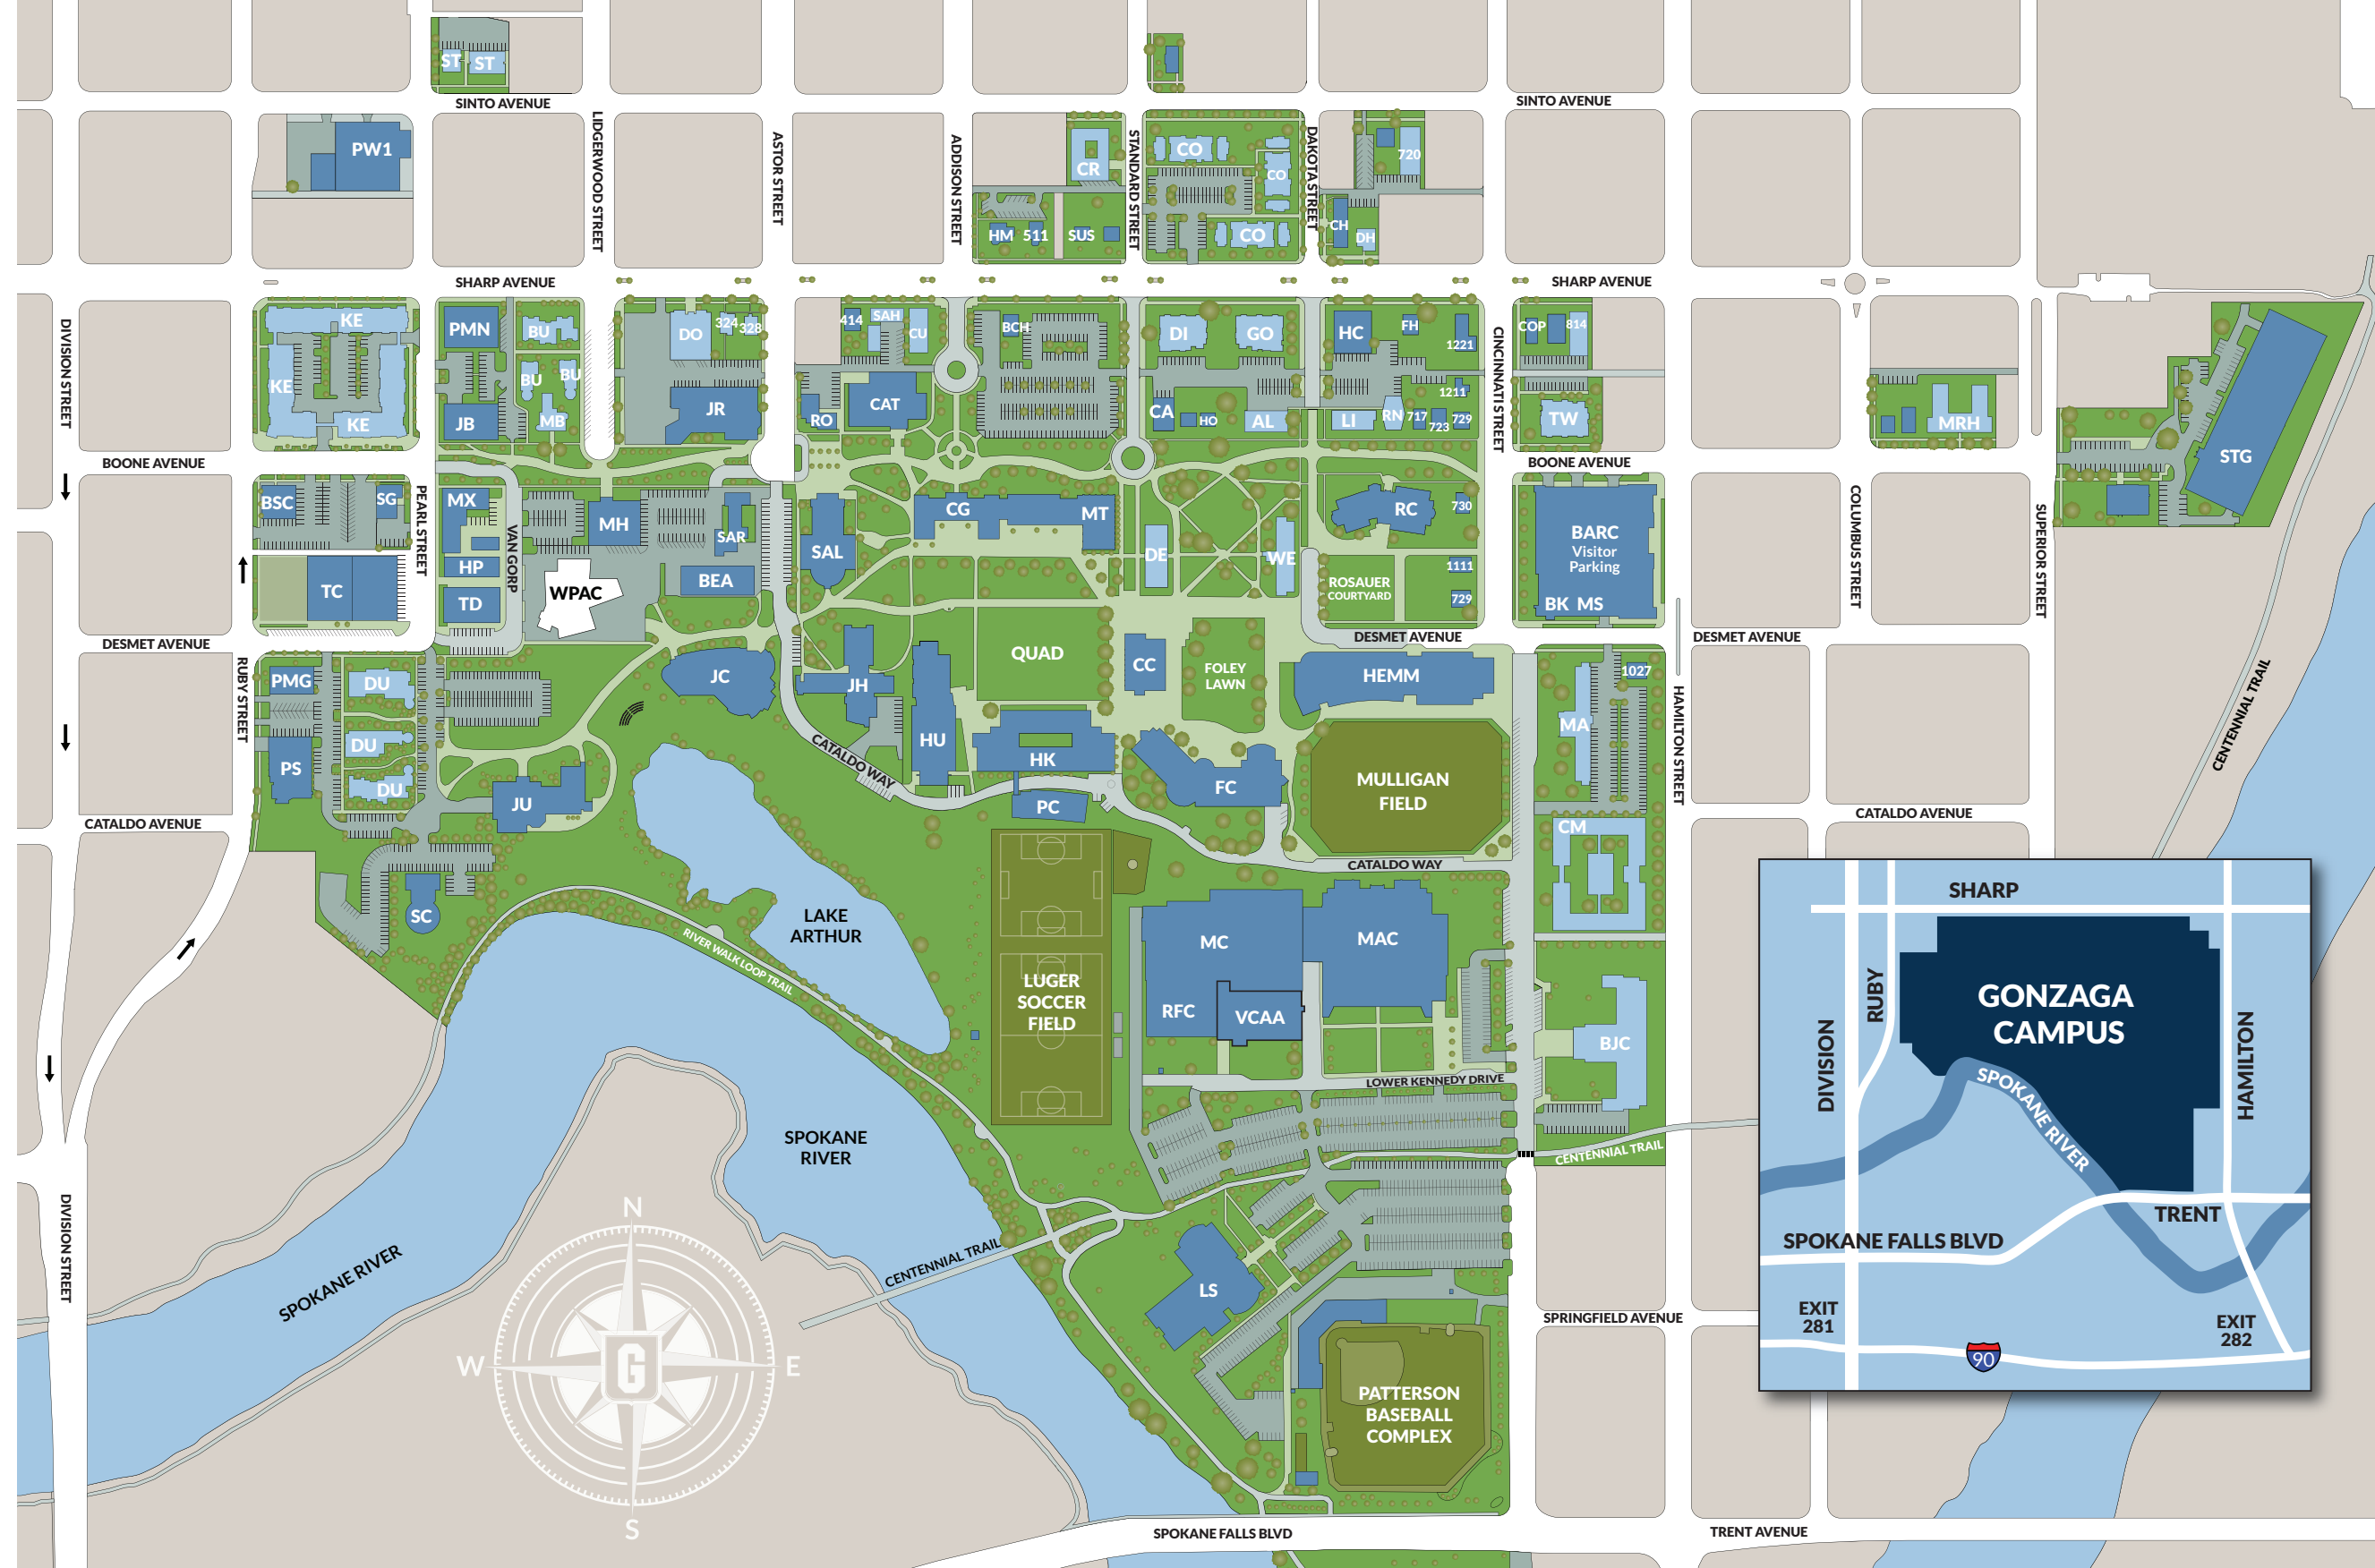 ST ST
SINTO AVENUE
SINTO AVENUE
LIDGERWOOD STREET
ASTOR STREET
ADDISON STREET
STANDARD STREET
DAKOTA STREET
PW1
CR
CO
CO
CO
720
CH
DH
HM 511 SUS
SHARP AVENUE
SHARP AVENUE
DIVISION STREET
KE
KE
KE
PMN
BU
BU
BU
MB
JB
DO
324
328
JR
414
SAH
CU
RO
CAT
BCH
DI
GO
CA
HO
AL
HC
FH
1221
1211
LI
RN
717
723
729
CINCINNATI STREET
COP
814
TW
MRH
STG
BOONE AVENUE
BOONE AVENUE
BSC
SG
PEARL STREET
MX
VAN GORP
HP
TD
TC
MH
SAR
BEA
WPAC
SAL
CG
MT
DE
WE
RC
730
1111
729
ROSAUER
COURTYARD
BARC
Visitor
Parking
BK MS
COLUMBUS STREET
SUPERIOR STREET
DESMET AVENUE
DESMET AVENUE
DESMET AVENUE
RUBY STREET
PMG
DU
DU
DU
PS
JU
JC
JH
HU
QUAD
CC
FOLEY
LAWN
HEMM
1027
MA
HAMILTON STREET
CENTENNIAL TRAIL
CATALDO WAY
HK
PC
FC
MULLIGAN
FIELD
CM
CATALDO AVENUE
CATALDO AVENUE
CATALDO WAY
SC
LAKE
ARTHUR
RIVER WALK LOOP TRAIL
LUGER
SOCCER
FIELD
MC
MAC
RFC
VCAA
BJC
LOWER KENNEDY DRIVE
CENTENNIAL TRAIL
SPOKANE
RIVER
SPOKANE RIVER
CENTENNIAL TRAIL
DIVISION STREET
N
W
G
E
S
LS
SPRINGFIELD AVENUE
PATTERSON
BASEBALL
COMPLEX
SPOKANE FALLS BLVD
TRENT AVENUE
SHARP
RUBY
DIVISION
GONZAGA
CAMPUS
HAMILTON
SPOKANE RIVER
TRENT
SPOKANE FALLS BLVD
EXIT
281
EXIT
282
90